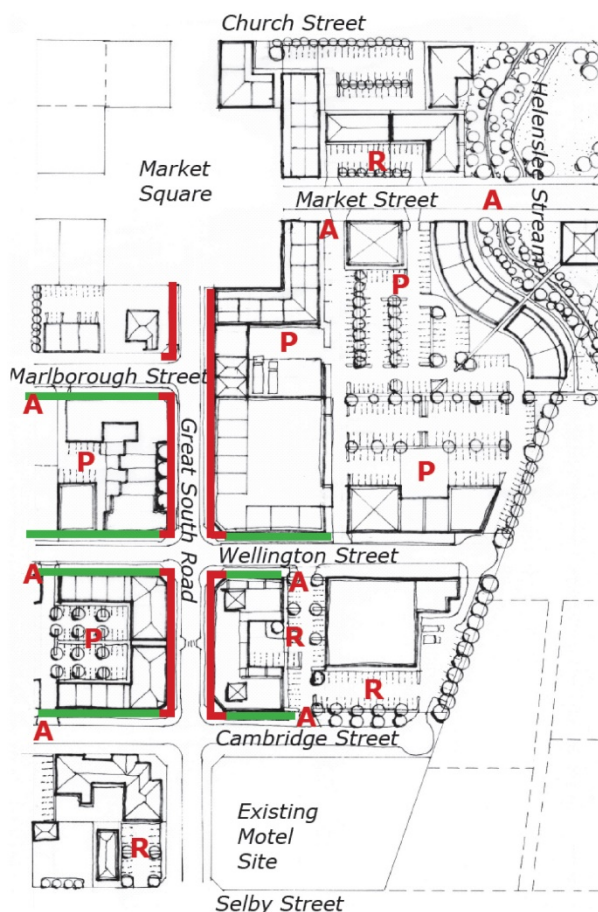 Church Street
Helenslee Stream
Market
Square
R
Market Street
A
A
P
P
Marlborough Street
A
Great South Road
P
P
Wellington Street
A
A
P
R
R
A
A
Cambridge Street
Existing
Motel
Site
R
Selby Street